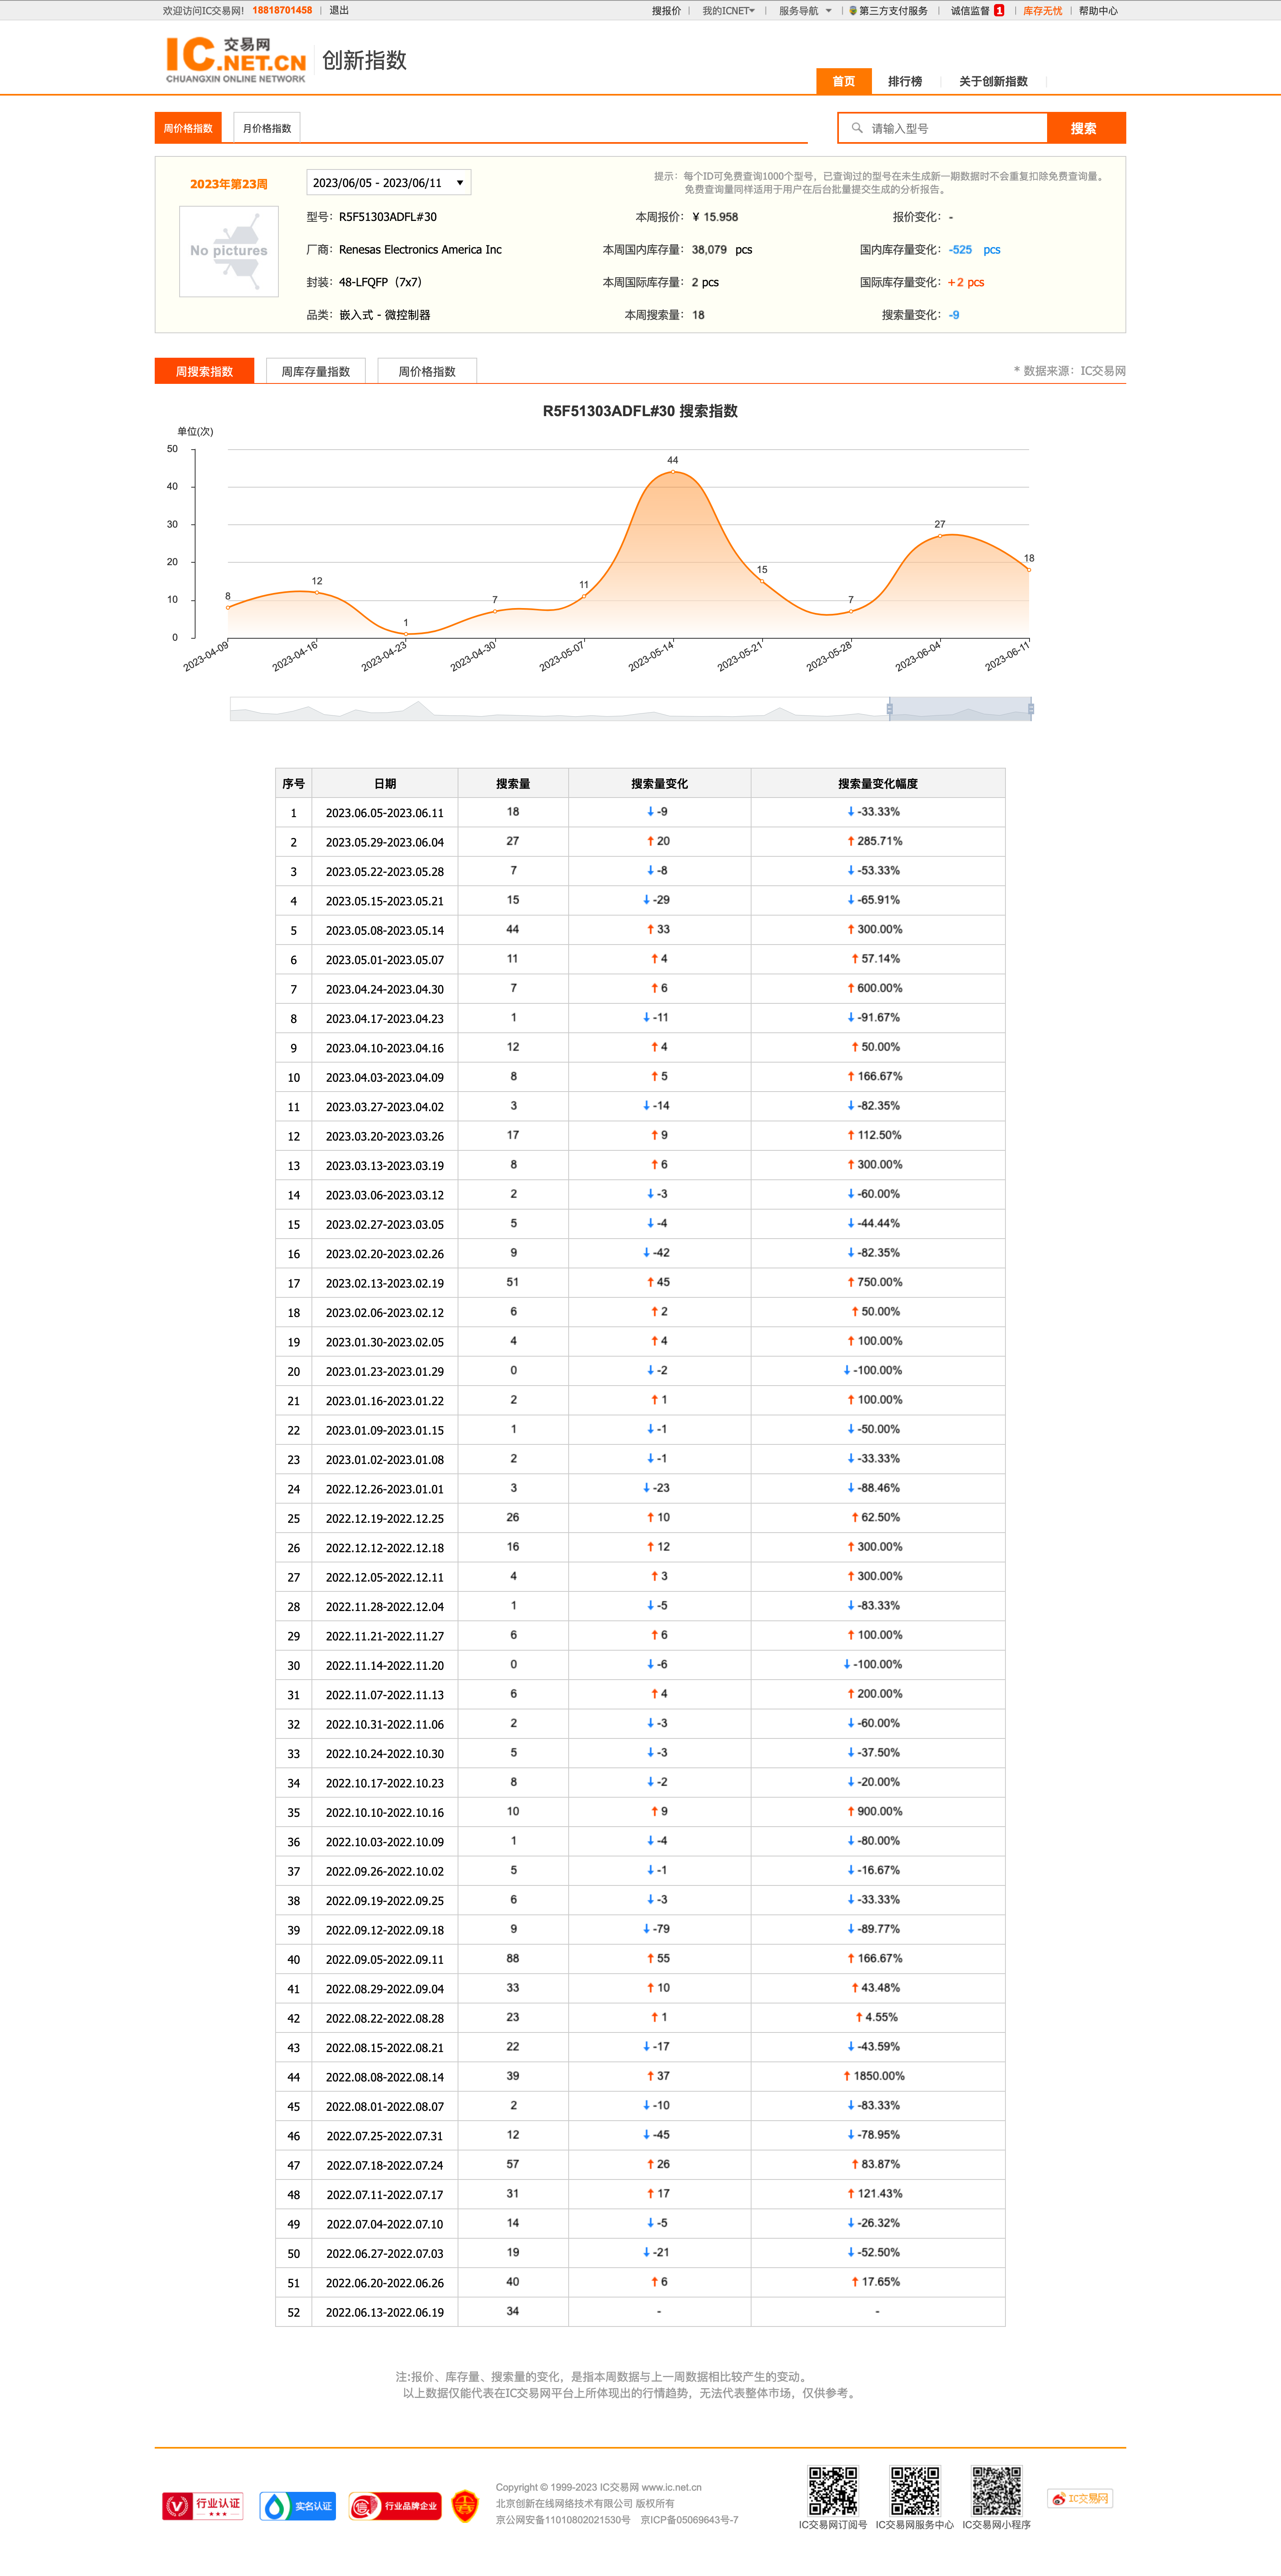 欢迎访问IC交易网! 18818701458 | 退出 搜报价 | 我的ICNET | 服务导航 | 第三方支付服务 | 诚信监督 1 | 库存无忧 | 帮助中心
IC 交易网
.NET.CN
CHUANGXIN ONLINE NETWORK
创新指数
首页 排行榜 关于创新指数
周价格指数 月价格指数 请输入型号 搜索
2023年第23周 2023/06/05 - 2023/06/11
提示：每个ID可免费查询1000个型号，已查询过的型号在未生成新一期数据时不会重复扣除免费查询量。
免费查询量同样适用于用户在后台批量提交生成的分析报告。
No pictures
型号：R5F51303ADFL#30 本周报价：¥ 15.958 报价变化：-
厂商：Renesas Electronics America Inc 本周国内库存量：38,079 pcs 国内库存量变化：-525 pcs
封装：48-LFQFP（7x7） 本周国际库存量：2 pcs 国际库存量变化：+2 pcs
品类：嵌入式 - 微控制器 本周搜索量：18 搜索量变化：-9
周搜索指数 周库存量指数 周价格指数 * 数据来源：IC交易网
R5F51303ADFL#30 搜索指数
单位(次)
50
40
30
20
10
0
8 12 1 7 11 44 15 7 27 18
2023-04-09 2023-04-16 2023-04-23 2023-04-30 2023-05-07 2023-05-14 2023-05-21 2023-05-28 2023-06-04 2023-06-11
序号 日期 搜索量 搜索量变化 搜索量变化幅度
1 2023.06.05-2023.06.11 18 ↓ -9 ↓ -33.33%
2 2023.05.29-2023.06.04 27 ↑ 20 ↑ 285.71%
3 2023.05.22-2023.05.28 7 ↓ -8 ↓ -53.33%
4 2023.05.15-2023.05.21 15 ↓ -29 ↓ -65.91%
5 2023.05.08-2023.05.14 44 ↑ 33 ↑ 300.00%
6 2023.05.01-2023.05.07 11 ↑ 4 ↑ 57.14%
7 2023.04.24-2023.04.30 7 ↑ 6 ↑ 600.00%
8 2023.04.17-2023.04.23 1 ↓ -11 ↓ -91.67%
9 2023.04.10-2023.04.16 12 ↑ 4 ↑ 50.00%
10 2023.04.03-2023.04.09 8 ↑ 5 ↑ 166.67%
11 2023.03.27-2023.04.02 3 ↓ -14 ↓ -82.35%
12 2023.03.20-2023.03.26 17 ↑ 9 ↑ 112.50%
13 2023.03.13-2023.03.19 8 ↑ 6 ↑ 300.00%
14 2023.03.06-2023.03.12 2 ↓ -3 ↓ -60.00%
15 2023.02.27-2023.03.05 5 ↓ -4 ↓ -44.44%
16 2023.02.20-2023.02.26 9 ↓ -42 ↓ -82.35%
17 2023.02.13-2023.02.19 51 ↑ 45 ↑ 750.00%
18 2023.02.06-2023.02.12 6 ↑ 2 ↑ 50.00%
19 2023.01.30-2023.02.05 4 ↑ 4 ↑ 100.00%
20 2023.01.23-2023.01.29 0 ↓ -2 ↓ -100.00%
21 2023.01.16-2023.01.22 2 ↑ 1 ↑ 100.00%
22 2023.01.09-2023.01.15 1 ↓ -1 ↓ -50.00%
23 2023.01.02-2023.01.08 2 ↓ -1 ↓ -33.33%
24 2022.12.26-2023.01.01 3 ↓ -23 ↓ -88.46%
25 2022.12.19-2022.12.25 26 ↑ 10 ↑ 62.50%
26 2022.12.12-2022.12.18 16 ↑ 12 ↑ 300.00%
27 2022.12.05-2022.12.11 4 ↑ 3 ↑ 300.00%
28 2022.11.28-2022.12.04 1 ↓ -5 ↓ -83.33%
29 2022.11.21-2022.11.27 6 ↑ 6 ↑ 100.00%
30 2022.11.14-2022.11.20 0 ↓ -6 ↓ -100.00%
31 2022.11.07-2022.11.13 6 ↑ 4 ↑ 200.00%
32 2022.10.31-2022.11.06 2 ↓ -3 ↓ -60.00%
33 2022.10.24-2022.10.30 5 ↓ -3 ↓ -37.50%
34 2022.10.17-2022.10.23 8 ↓ -2 ↓ -20.00%
35 2022.10.10-2022.10.16 10 ↑ 9 ↑ 900.00%
36 2022.10.03-2022.10.09 1 ↓ -4 ↓ -80.00%
37 2022.09.26-2022.10.02 5 ↓ -1 ↓ -16.67%
38 2022.09.19-2022.09.25 6 ↓ -3 ↓ -33.33%
39 2022.09.12-2022.09.18 9 ↓ -79 ↓ -89.77%
40 2022.09.05-2022.09.11 88 ↑ 55 ↑ 166.67%
41 2022.08.29-2022.09.04 33 ↑ 10 ↑ 43.48%
42 2022.08.22-2022.08.28 23 ↑ 1 ↑ 4.55%
43 2022.08.15-2022.08.21 22 ↓ -17 ↓ -43.59%
44 2022.08.08-2022.08.14 39 ↑ 37 ↑ 1850.00%
45 2022.08.01-2022.08.07 2 ↓ -10 ↓ -83.33%
46 2022.07.25-2022.07.31 12 ↓ -45 ↓ -78.95%
47 2022.07.18-2022.07.24 57 ↑ 26 ↑ 83.87%
48 2022.07.11-2022.07.17 31 ↑ 17 ↑ 121.43%
49 2022.07.04-2022.07.10 14 ↓ -5 ↓ -26.32%
50 2022.06.27-2022.07.03 19 ↓ -21 ↓ -52.50%
51 2022.06.20-2022.06.26 40 ↑ 6 ↑ 17.65%
52 2022.06.13-2022.06.19 34 - -
注:报价、库存量、搜索量的变化，是指本周数据与上一周数据相比较产生的变动。
以上数据仅能代表在IC交易网平台上所体现出的行情趋势，无法代表整体市场，仅供参考。
行业认证 实名认证 信 行业品牌企业
Copyright © 1999-2023 IC交易网 www.ic.net.cn
北京创新在线网络技术有限公司 版权所有
京公网安备11010802021530号 京ICP备05069643号-7
IC交易网订阅号 IC交易网服务中心 IC交易网小程序
IC交易网